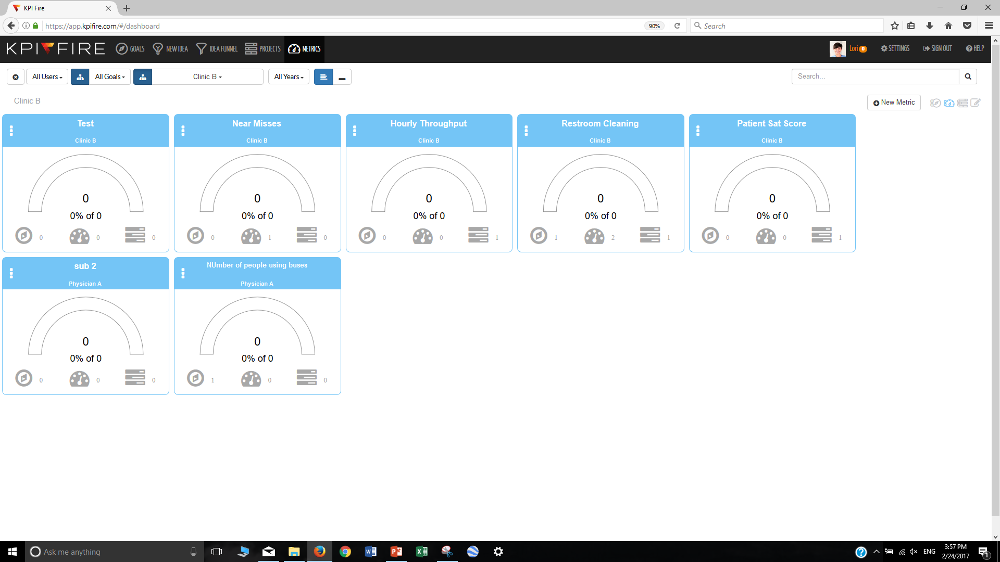 KPI Fire
https://app.kpifire.com/#/dashboard
90%
Search
KPI FIRE
GOALS
NEW IDEA
IDEA FUNNEL
PROJECTS
METRICS
Lori 0
SETTINGS
SIGN OUT
HELP
All Users
All Goals
Clinic B
All Years
Search...
Clinic B
New Metric
Test
Clinic B
0
0% of 0
0 0 0
Near Misses
Clinic B
0
0% of 0
0 1 0
Hourly Throughput
Clinic B
0
0% of 0
0 0 1
Restroom Cleaning
Clinic B
0
0% of 0
1 2 1
Patient Sat Score
Clinic B
0
0% of 0
0 0 1
sub 2
Physician A
0
0% of 0
0 0 0
NUmber of people using buses
Physician A
0
0% of 0
1 0 0
Ask me anything
ENG
3:57 PM
2/24/2017
1